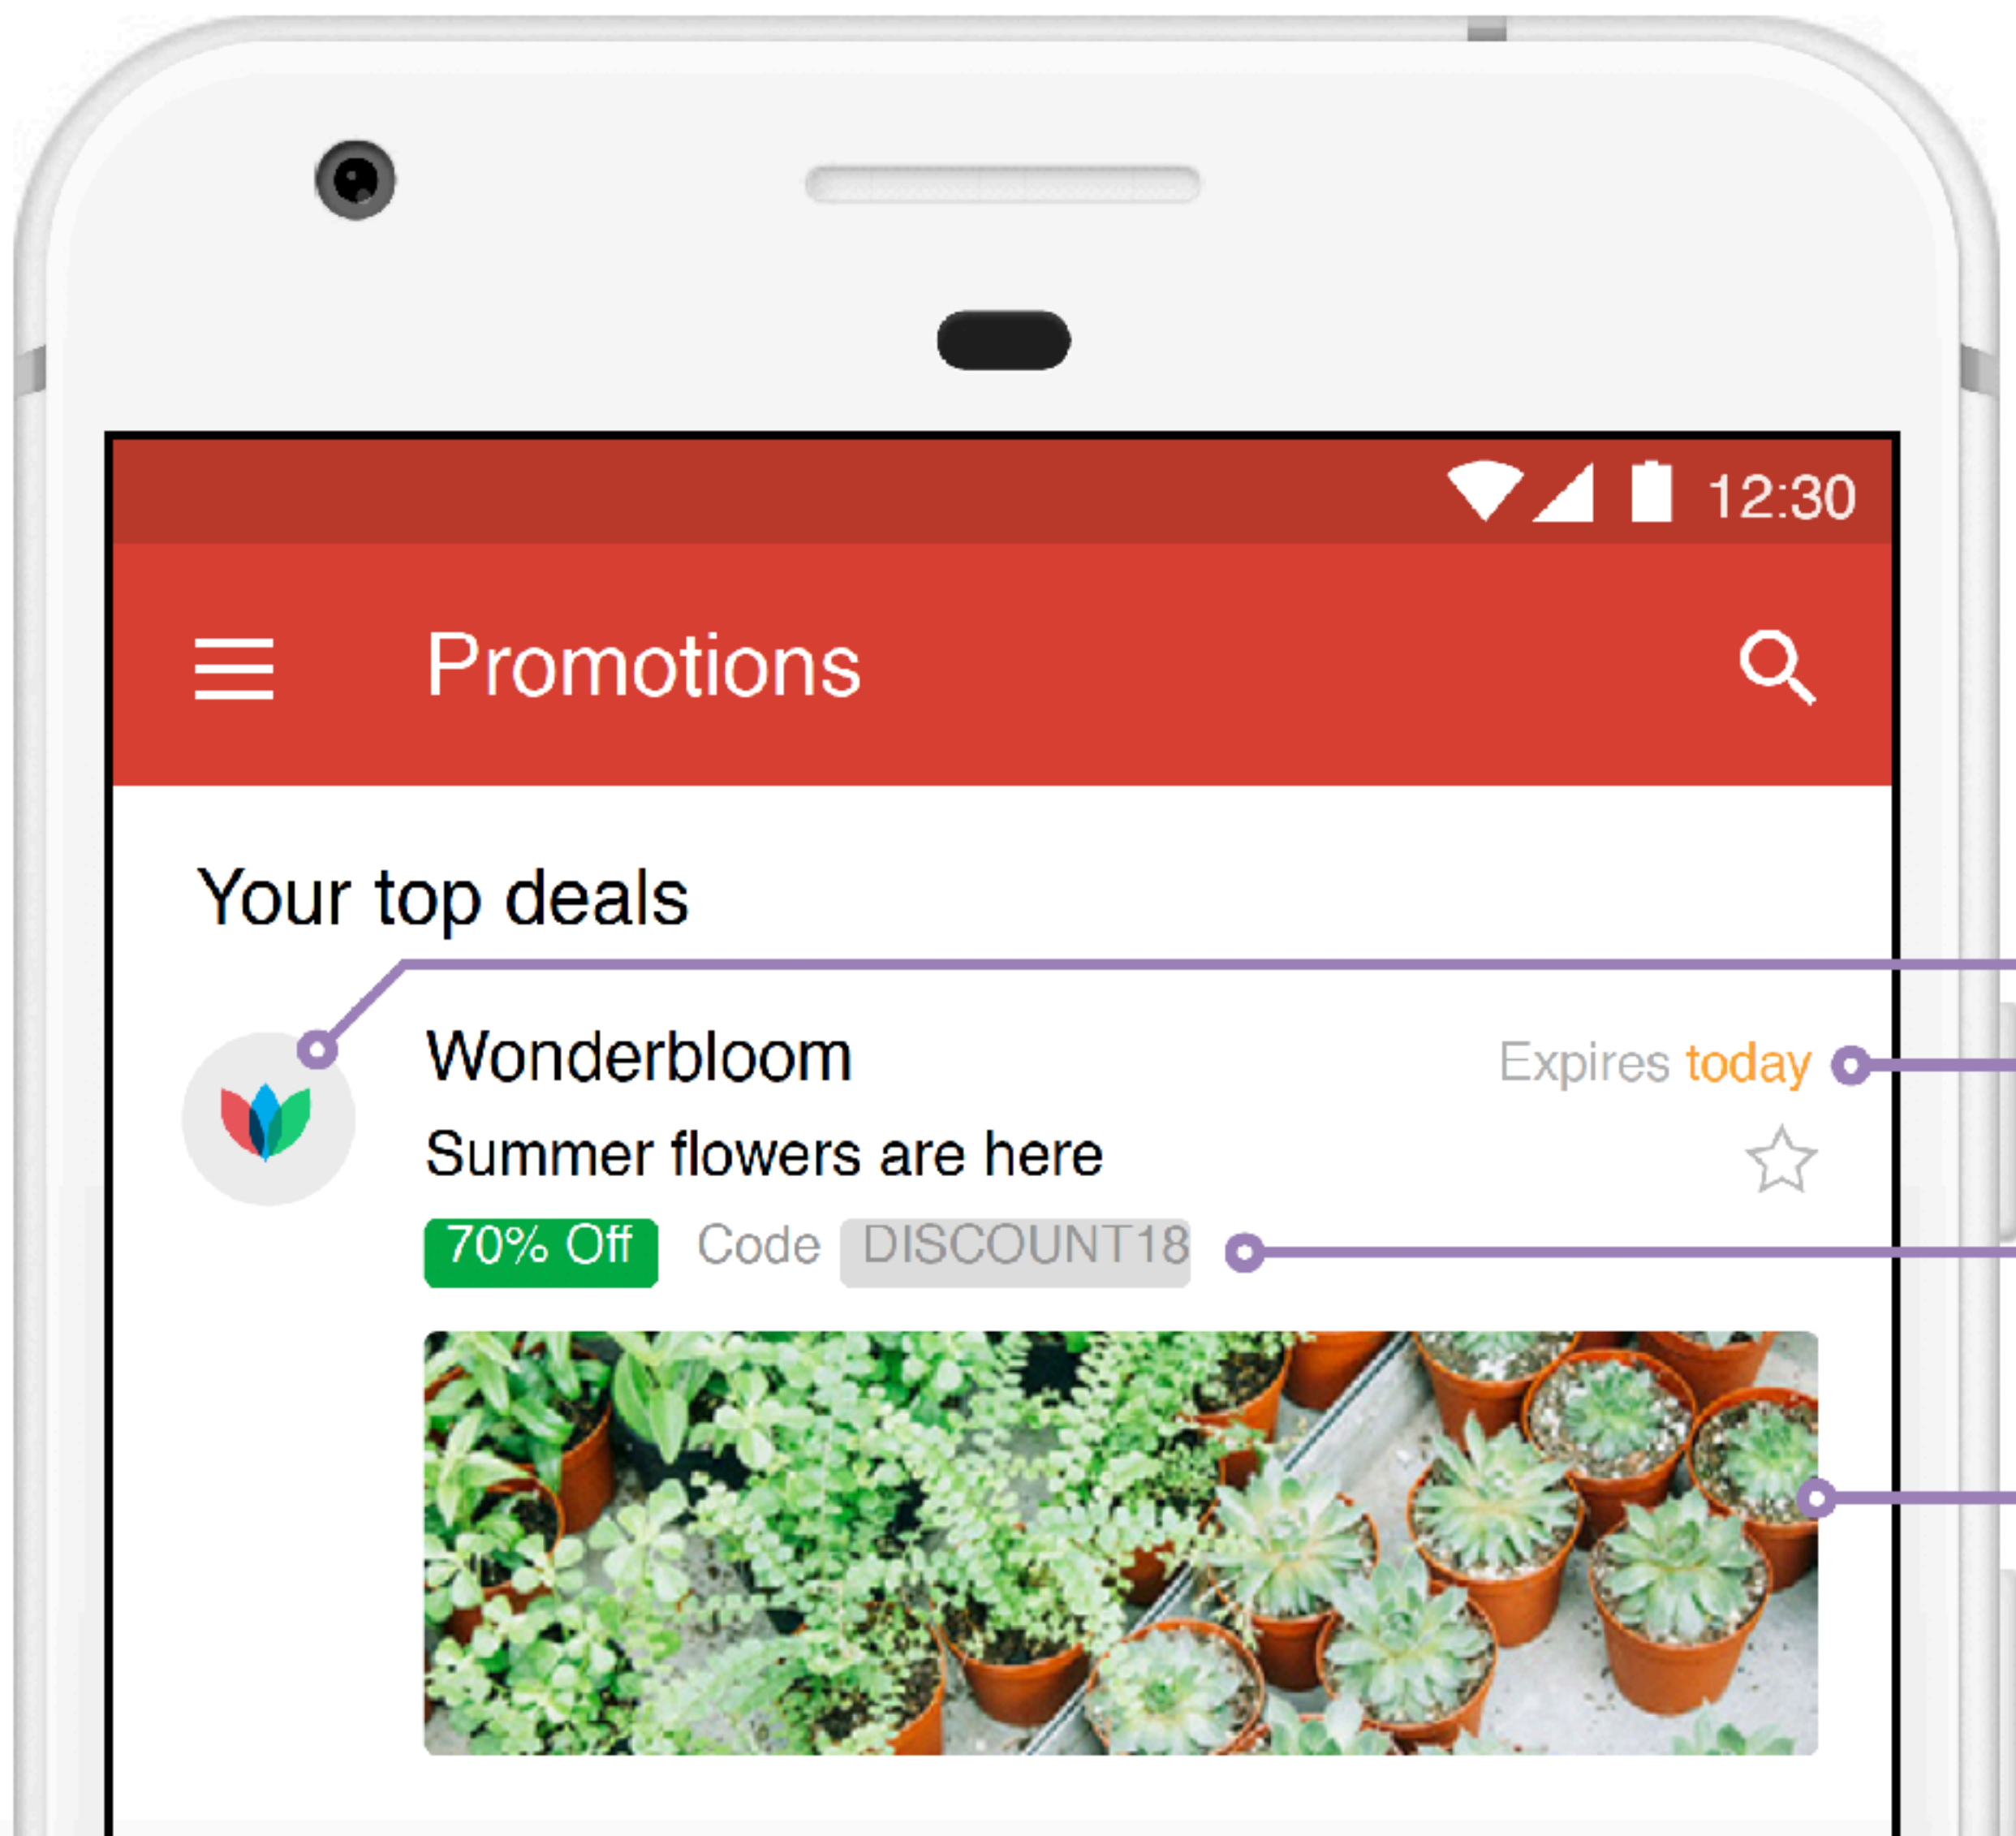 12:30
Promotions
Your top deals
Wonderbloom
Expires today
Summer flowers are here
70% Off Code DISCOUNT18